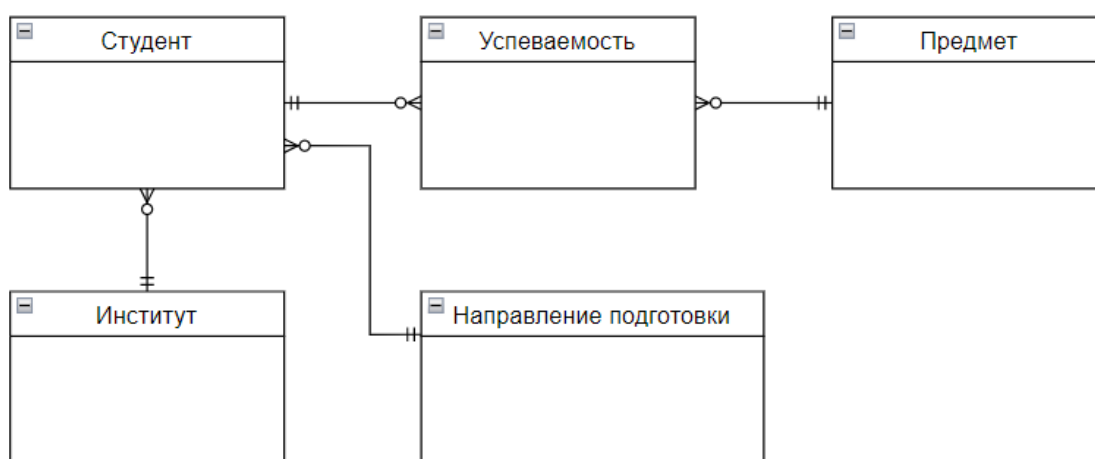 Студент
Успеваемость
Предмет
Институт
Направление подготовки